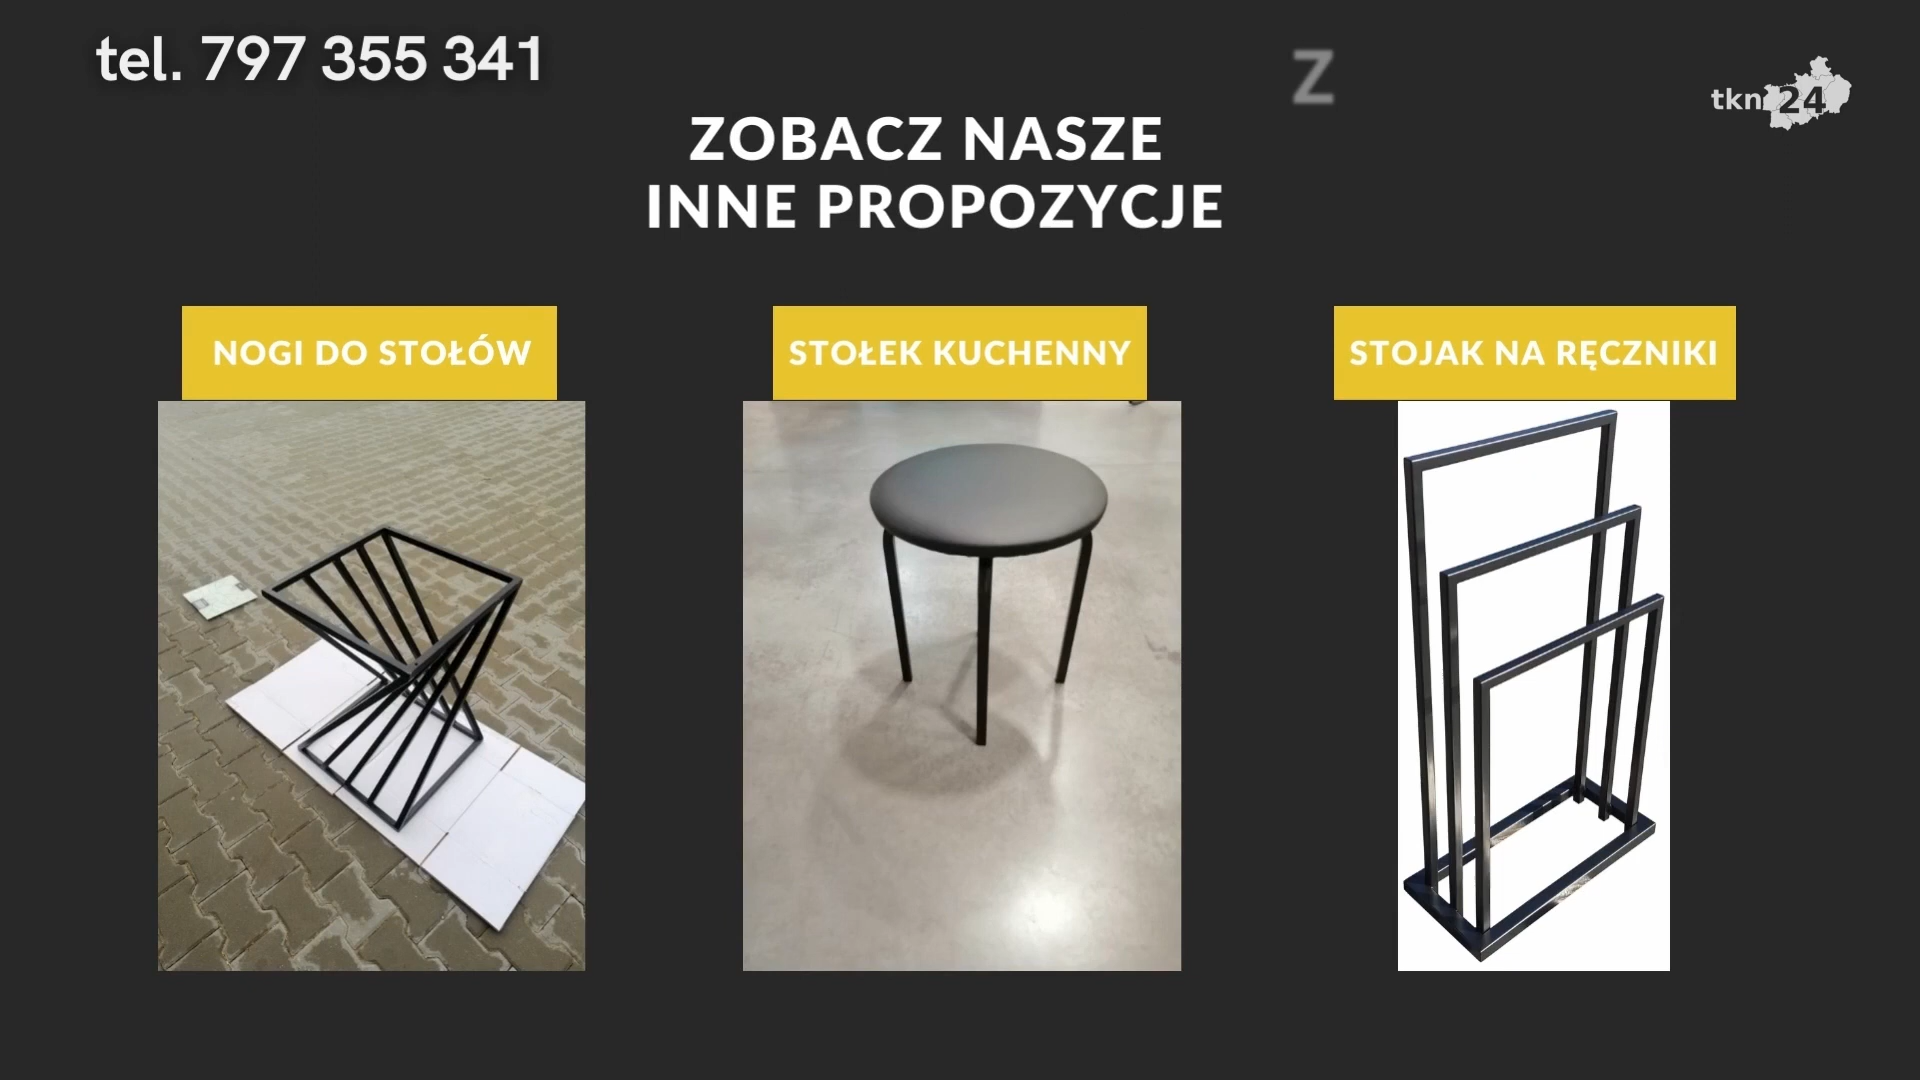 tel. 797 355 341
Z
tkn24
ZOBACZ NASZE
INNE PROPOZYCJE
NOGI DO STOŁÓW
STOŁEK KUCHENNY
STOJAK NA RĘCZNIKI